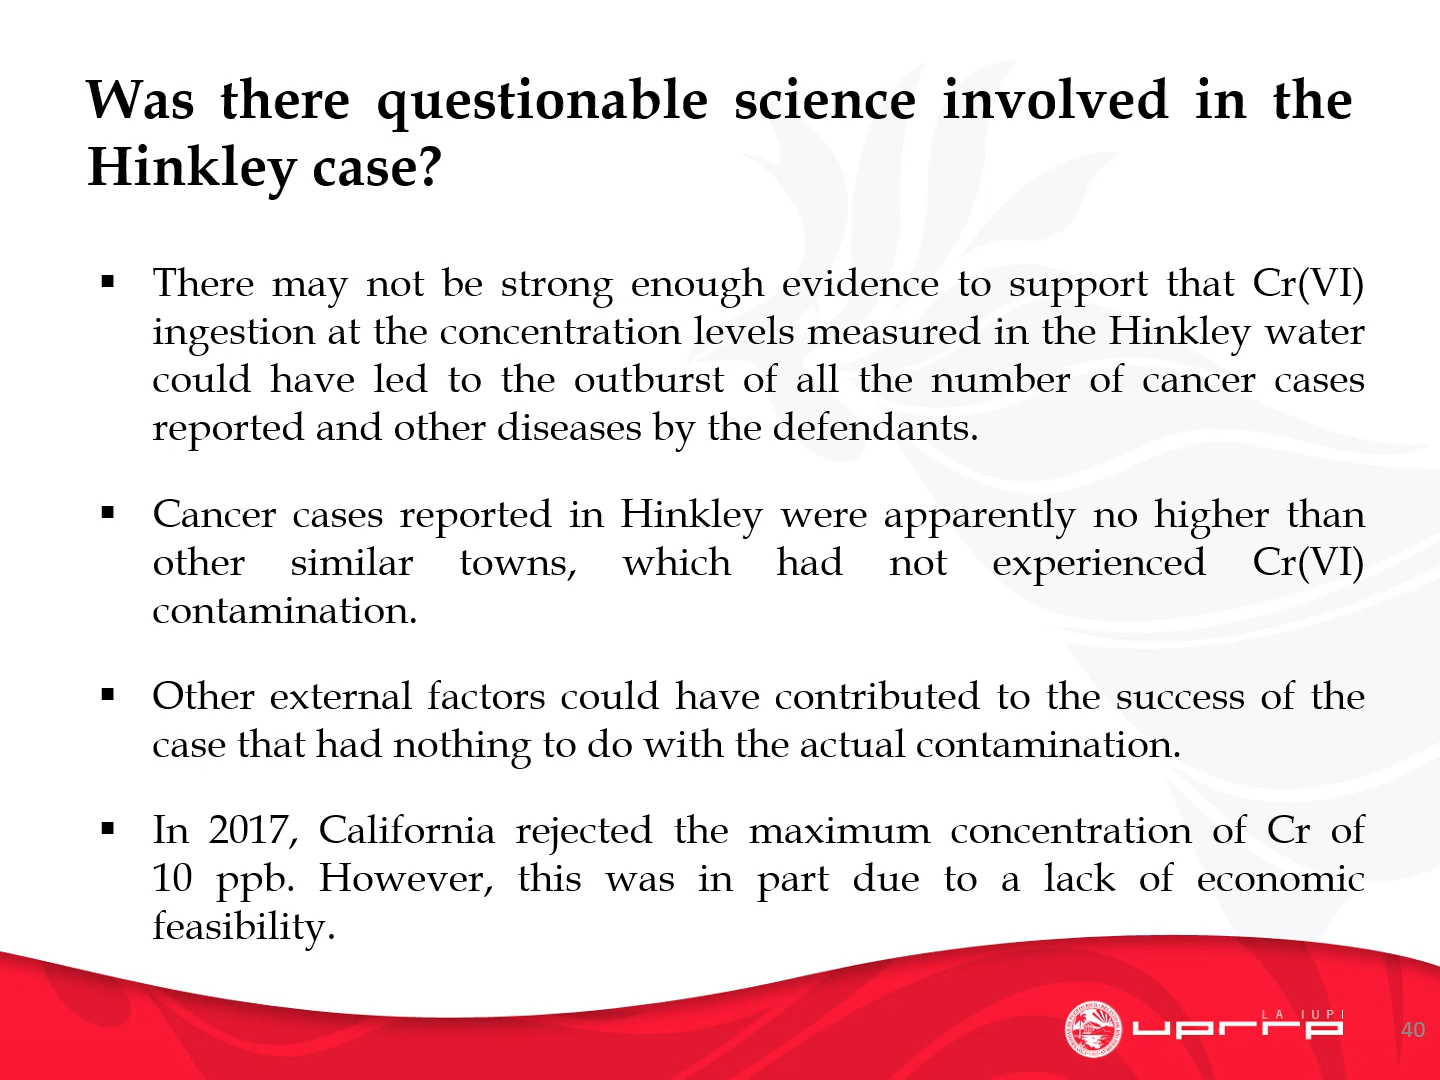 Was there questionable science involved in the
Hinkley case?
▪ There may not be strong enough evidence to support that Cr(VI)
ingestion at the concentration levels measured in the Hinkley water
could have led to the outburst of all the number of cancer cases
reported and other diseases by the defendants.
▪ Cancer cases reported in Hinkley were apparently no higher than
other similar towns, which had not experienced Cr(VI)
contamination.
▪ Other external factors could have contributed to the success of the
case that had nothing to do with the actual contamination.
▪ In 2017, California rejected the maximum concentration of Cr of
10 ppb. However, this was in part due to a lack of economic
feasibility.
LA IUPI
uprrp
40